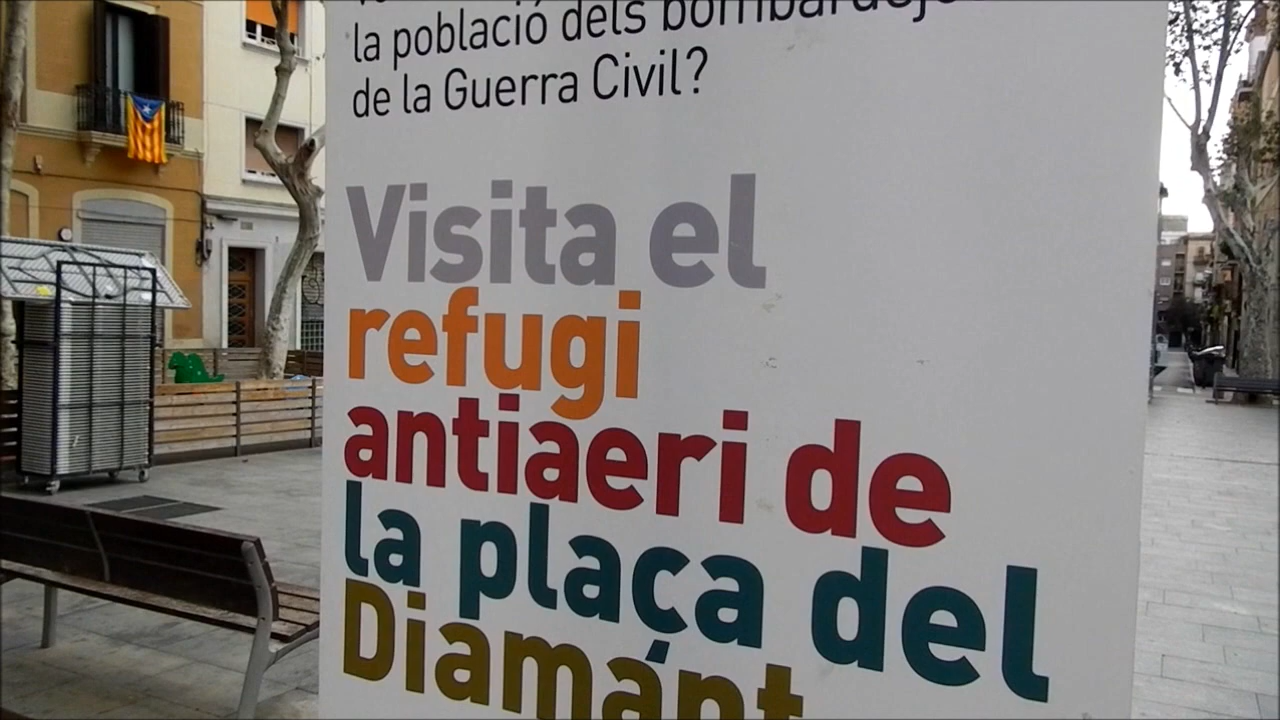 la població dels
de la Guerra Civil?
Visita el
refugi
antiaeri de
la plaça del
Diamant